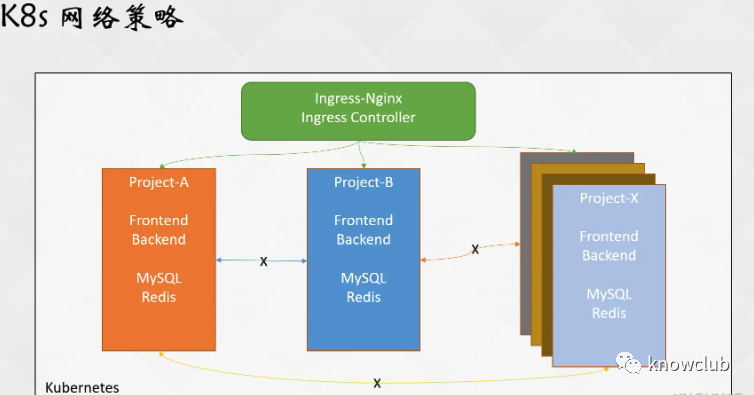 K8s 网络策略
Ingress-Nginx
Ingress Controller
Project-A
Frontend
Backend
MySQL
Redis
Project-B
Frontend
Backend
MySQL
Redis
Project-X
Frontend
Backend
MySQL
Redis
X
X
X
Kubernetes
knowclub